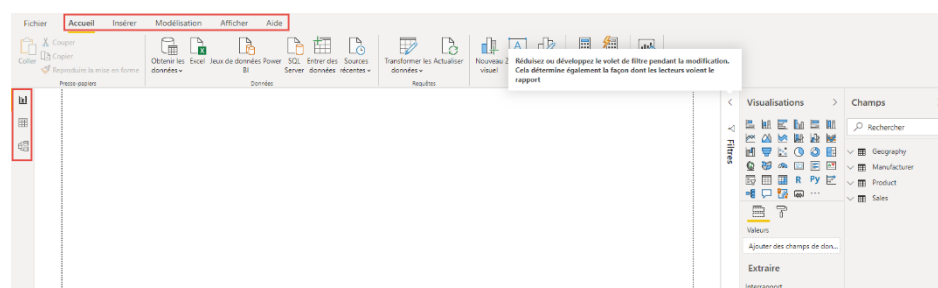 Fichier Accueil Insérer Modélisation Afficher Aide
Couper
Copier
Coller
Reproduire la mise en forme
Presse-papiers
Obtenir les données
Excel
Jeux de données Power BI
SQL Server
Entrer des données
Sources récentes
Données
Transformer les données
Actualiser
Requêtes
Nouveau visuel
Réduisez ou développez le volet de filtre pendant la modification.
Cela détermine également la façon dont les lecteurs voient le
rapport
Filtres
Visualisations
R Py
Valeurs
Ajouter des champs de don...
Extraire
Interrapport
Champs
Rechercher
Geography
Manufacturer
Product
Sales